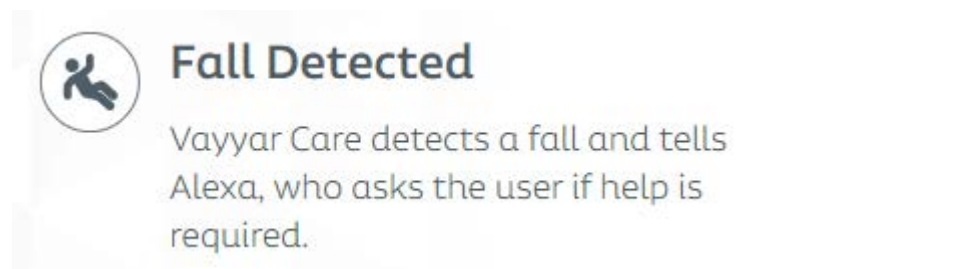 Fall Detected
Vayyar Care detects a fall and tells
Alexa, who asks the user if help is
required.